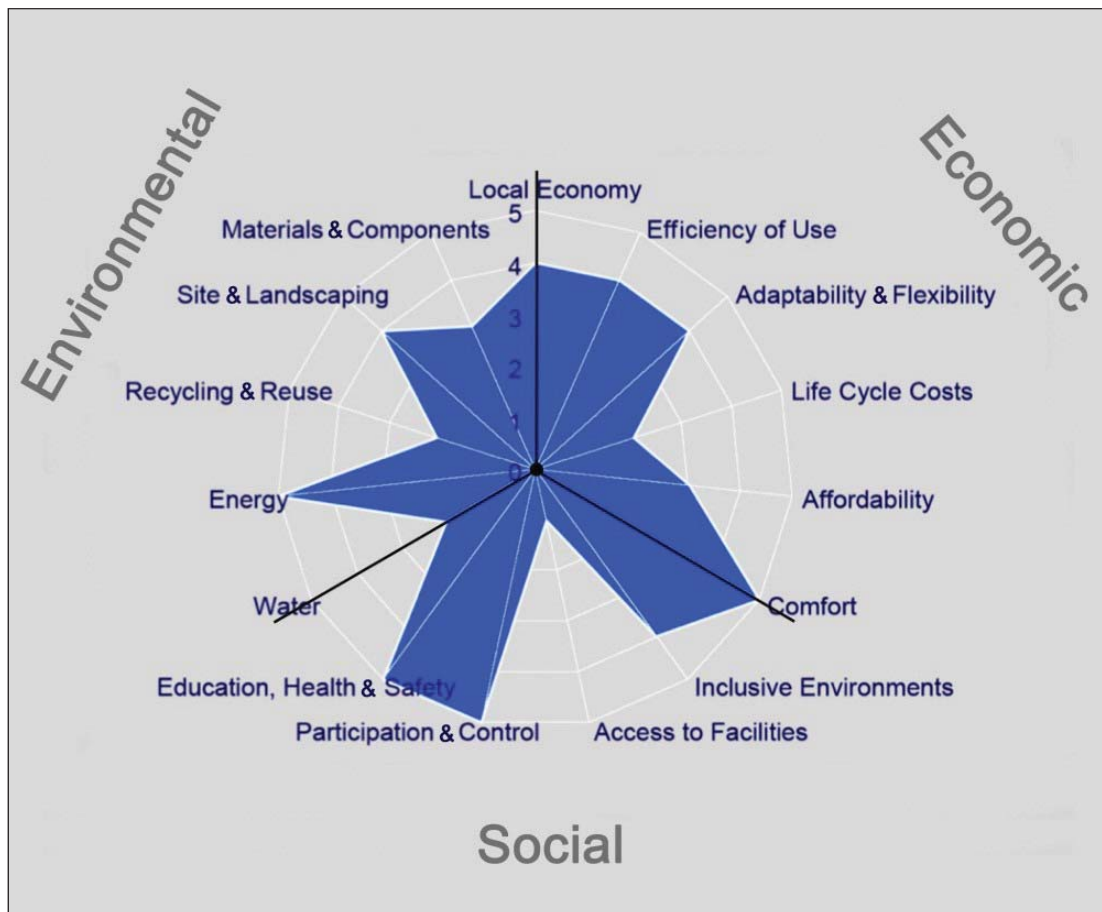 Environmental
Economic
Local Economy
Efficiency of Use
Adaptability & Flexibility
Life Cycle Costs
Affordability
Comfort
Inclusive Environments
Access to Facilities
Participation & Control
Education, Health & Safety
Water
Energy
Recycling & Reuse
Site & Landscaping
Materials & Components
5
4
3
2
1
0
Social